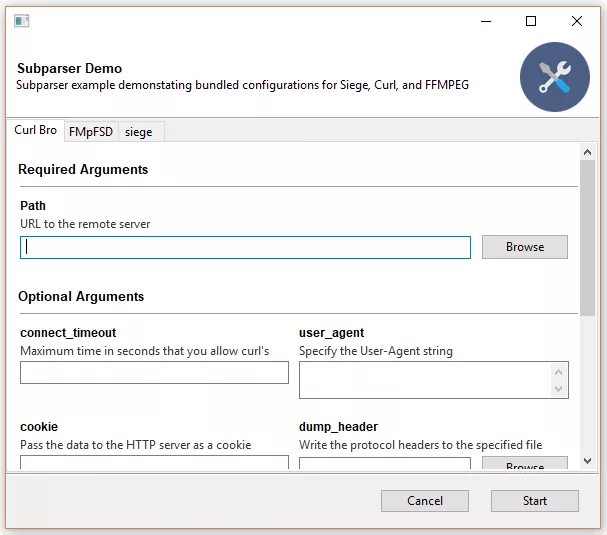 Subparser Demo
Subparser example demonstating bundled configurations for Siege, Curl, and FFMPEG
Curl Bro FMpFSD siege
Required Arguments
Path
URL to the remote server
Browse
Optional Arguments
connect_timeout user_agent
Maximum time in seconds that you allow curl's Specify the User-Agent string
cookie dump_header
Pass the data to the HTTP server as a cookie Write the protocol headers to the specified file
Browse
Cancel Start